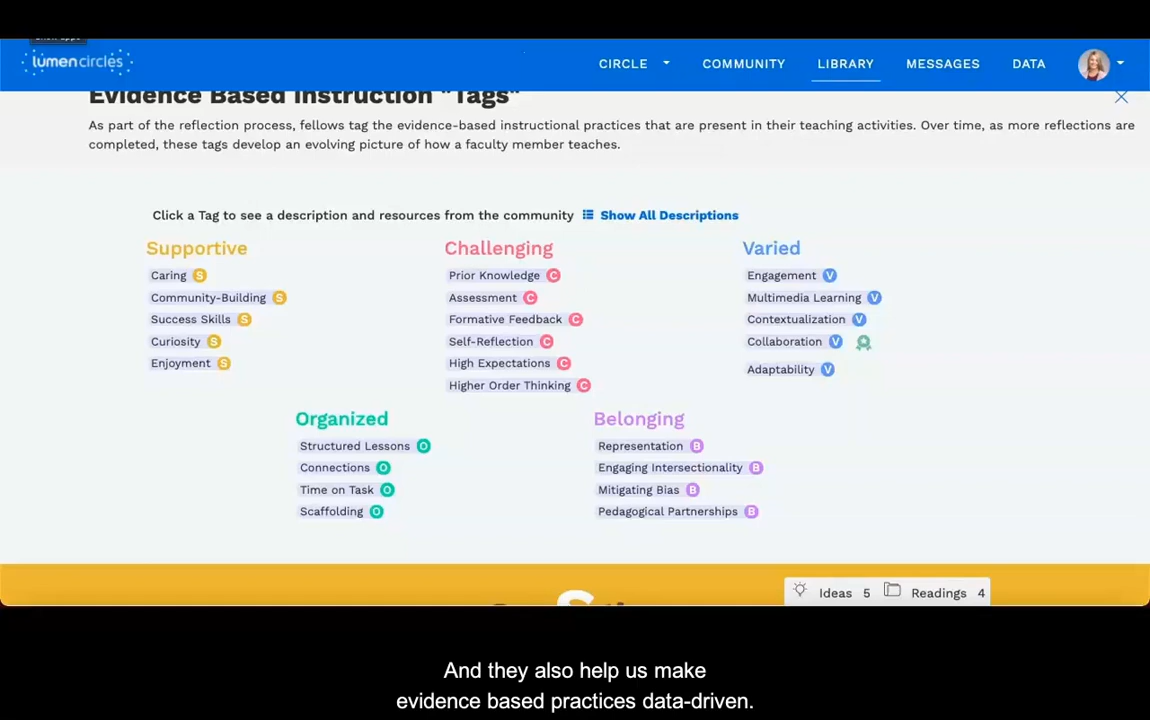 lumen circles
CIRCLE
COMMUNITY
LIBRARY
MESSAGES
DATA
Evidence Based Instruction "Tags"
As part of the reflection process, fellows tag the evidence-based instructional practices that are present in their teaching activities. Over time, as more reflections are
completed, these tags develop an evolving picture of how a faculty member teaches.
Click a Tag to see a description and resources from the community Show All Descriptions
Supportive
Caring S
Community-Building S
Success Skills S
Curiosity S
Enjoyment S
Challenging
Prior Knowledge C
Assessment C
Formative Feedback C
Self-Reflection C
High Expectations C
Higher Order Thinking C
Varied
Engagement V
Multimedia Learning V
Contextualization V
Collaboration V
Adaptability V
Organized
Structured Lessons O
Connections O
Time on Task O
Scaffolding O
Belonging
Representation B
Engaging Intersectionality B
Mitigating Bias B
Pedagogical Partnerships B
Ideas 5 Readings 4
And they also help us make
evidence based practices data-driven.